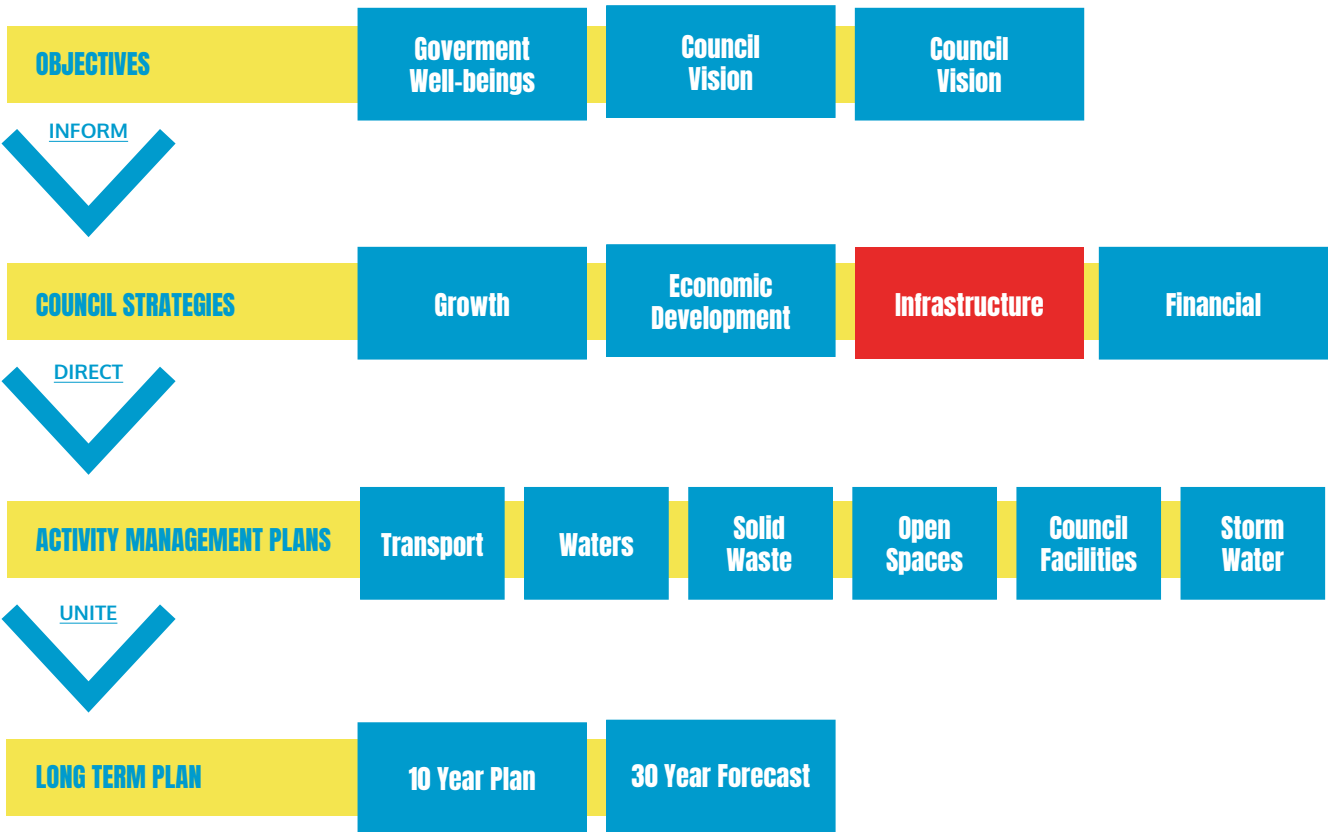 OBJECTIVES
Goverment
Well-beings
Council
Vision
Council
Vision
INFORM
COUNCIL STRATEGIES
Growth
Economic
Development
Infrastructure
Financial
DIRECT
ACTIVITY MANAGEMENT PLANS
Transport
Waters
Solid
Waste
Open
Spaces
Council
Facilities
Storm
Water
UNITE
LONG TERM PLAN
10 Year Plan
30 Year Forecast